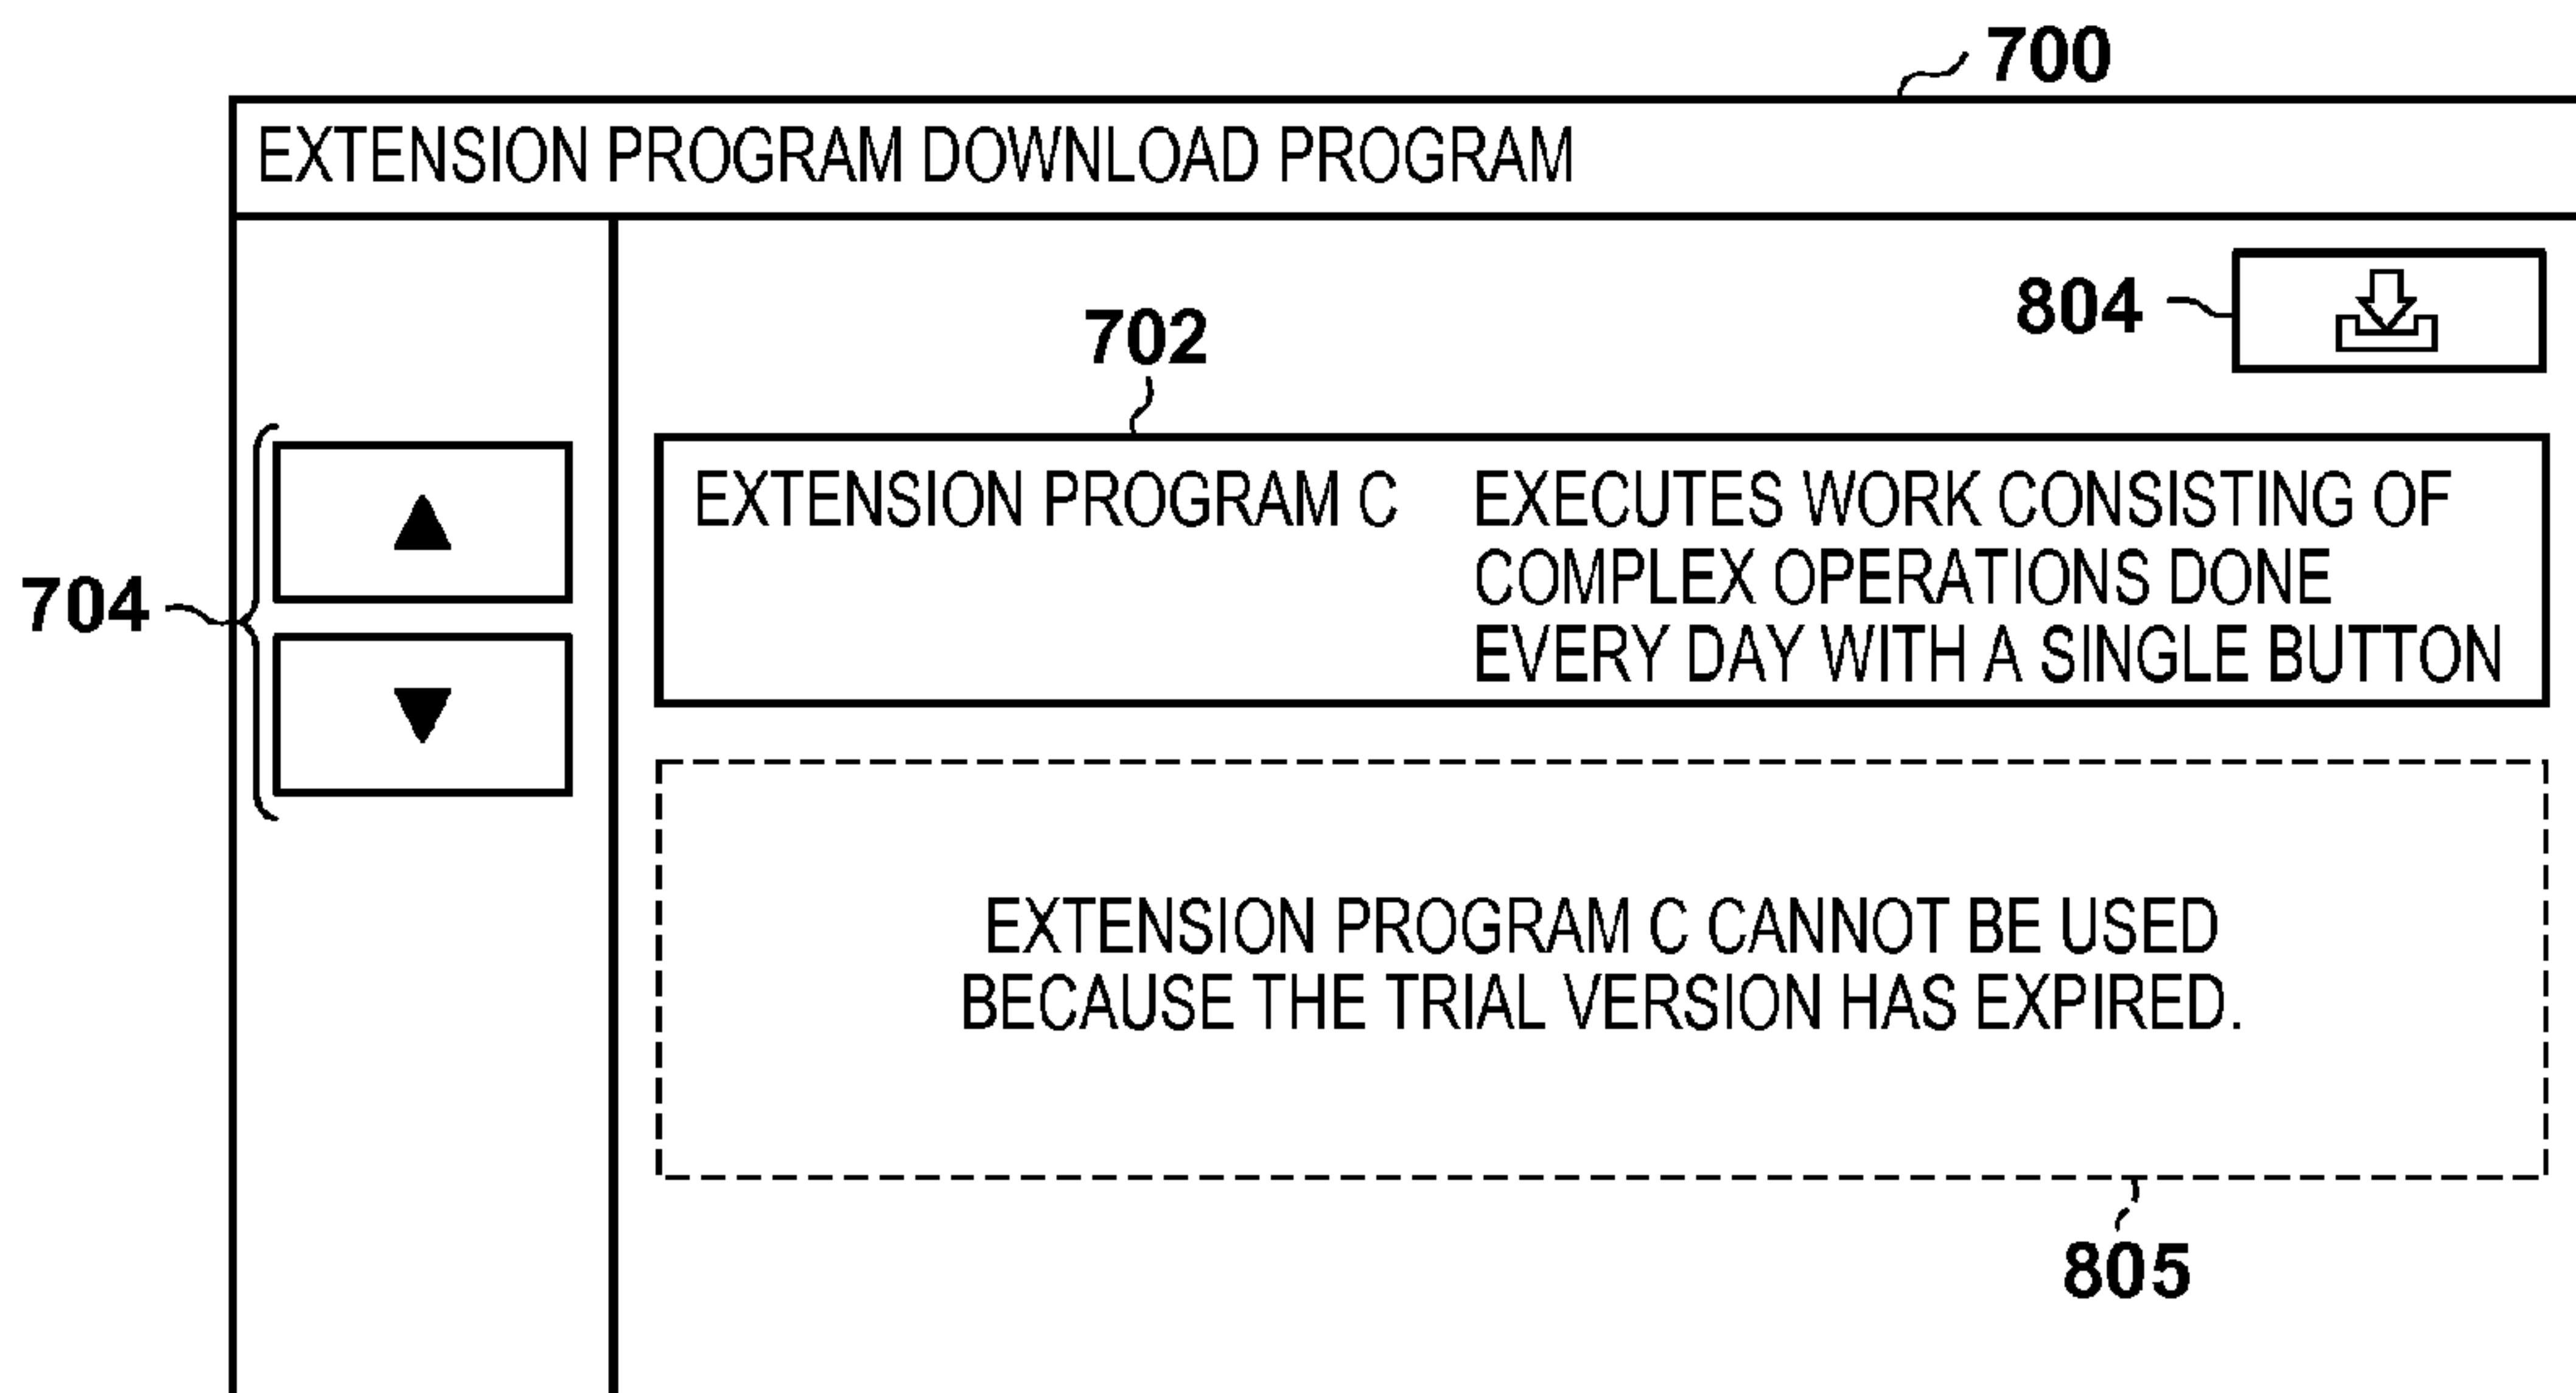 700
EXTENSION PROGRAM DOWNLOAD PROGRAM
804
702
EXTENSION PROGRAM C EXECUTES WORK CONSISTING OF
COMPLEX OPERATIONS DONE
EVERY DAY WITH A SINGLE BUTTON
704
EXTENSION PROGRAM C CANNOT BE USED
BECAUSE THE TRIAL VERSION HAS EXPIRED.
805